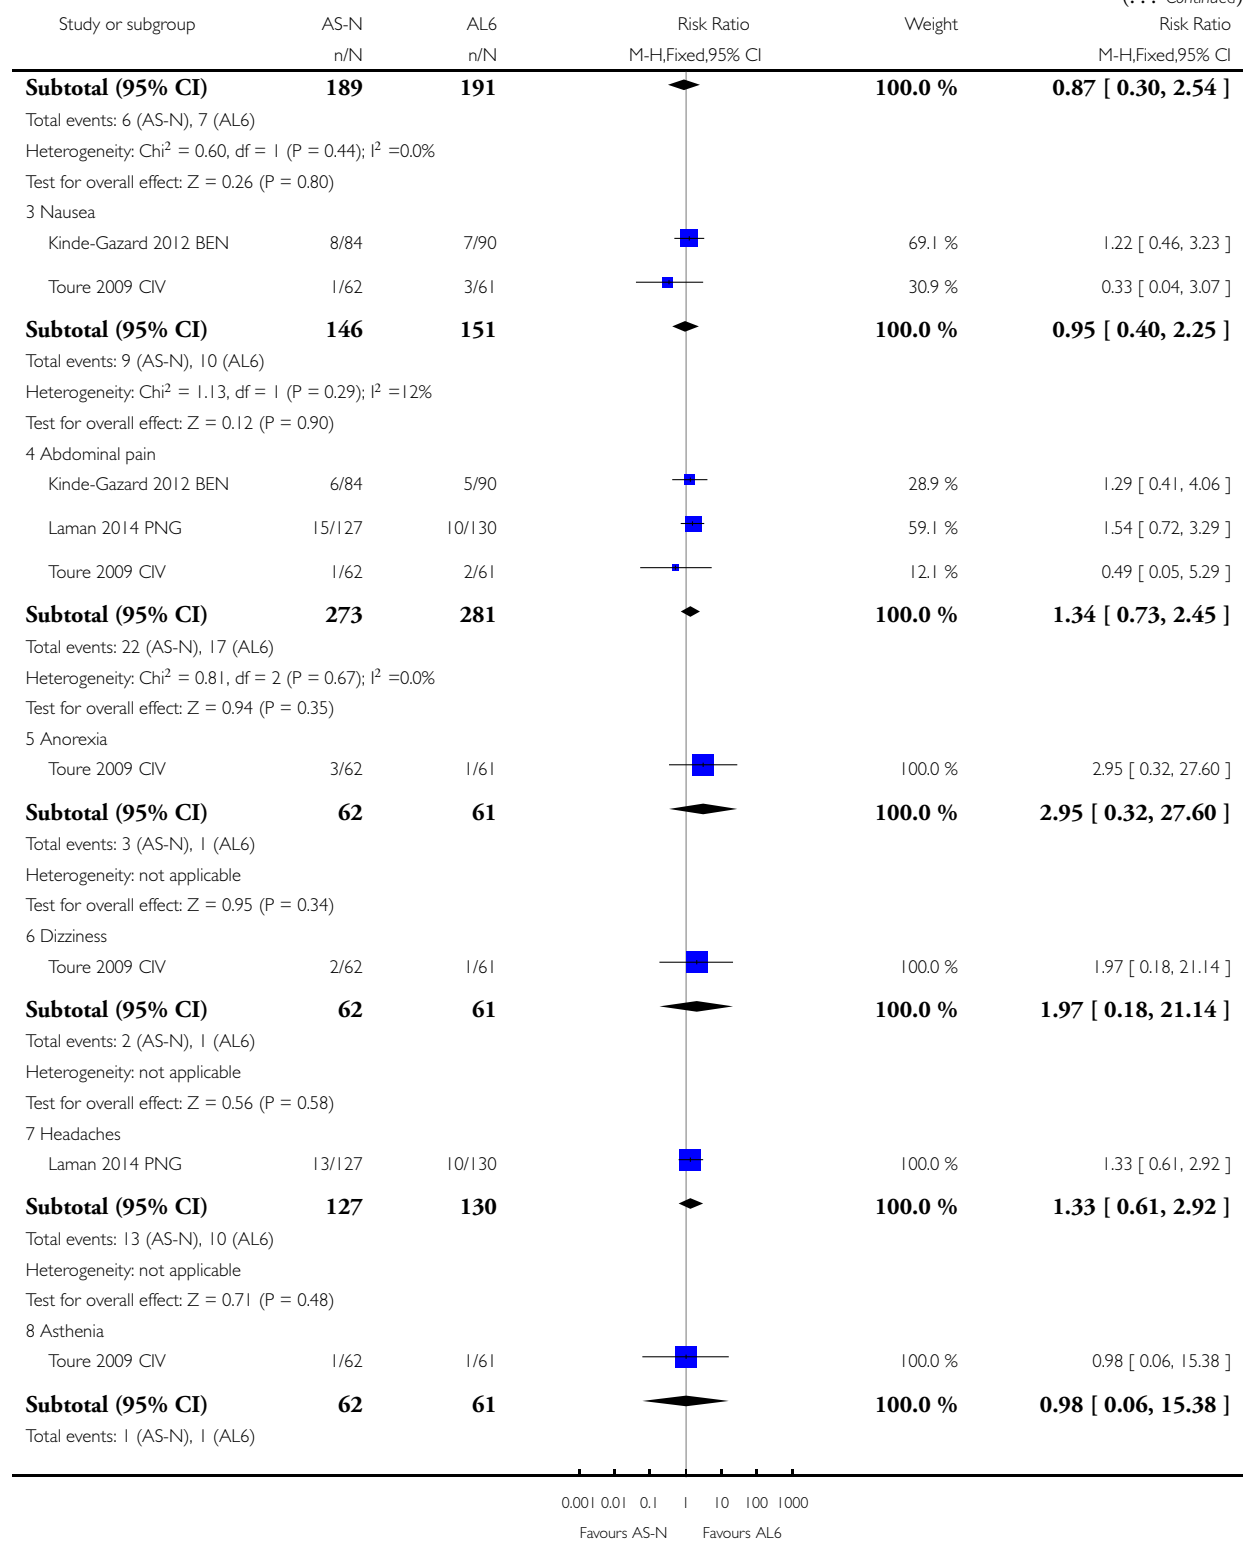 (. . . Continued)
Study or subgroup AS-N AL6 Risk Ratio Weight Risk Ratio
n/N n/N M-H,Fixed,95% CI M-H,Fixed,95% CI
Subtotal (95% CI) 189 191 100.0 % 0.87 [ 0.30, 2.54 ]
Total events: 6 (AS-N), 7 (AL6)
Heterogeneity: Chi² = 0.60, df = 1 (P = 0.44); I² =0.0%
Test for overall effect: Z = 0.26 (P = 0.80)
3 Nausea
Kinde-Gazard 2012 BEN 8/84 7/90 69.1 % 1.22 [ 0.46, 3.23 ]
Toure 2009 CIV 1/62 3/61 30.9 % 0.33 [ 0.04, 3.07 ]
Subtotal (95% CI) 146 151 100.0 % 0.95 [ 0.40, 2.25 ]
Total events: 9 (AS-N), 10 (AL6)
Heterogeneity: Chi² = 1.13, df = 1 (P = 0.29); I² =12%
Test for overall effect: Z = 0.12 (P = 0.90)
4 Abdominal pain
Kinde-Gazard 2012 BEN 6/84 5/90 28.9 % 1.29 [ 0.41, 4.06 ]
Laman 2014 PNG 15/127 10/130 59.1 % 1.54 [ 0.72, 3.29 ]
Toure 2009 CIV 1/62 2/61 12.1 % 0.49 [ 0.05, 5.29 ]
Subtotal (95% CI) 273 281 100.0 % 1.34 [ 0.73, 2.45 ]
Total events: 22 (AS-N), 17 (AL6)
Heterogeneity: Chi² = 0.81, df = 2 (P = 0.67); I² =0.0%
Test for overall effect: Z = 0.94 (P = 0.35)
5 Anorexia
Toure 2009 CIV 3/62 1/61 100.0 % 2.95 [ 0.32, 27.60 ]
Subtotal (95% CI) 62 61 100.0 % 2.95 [ 0.32, 27.60 ]
Total events: 3 (AS-N), 1 (AL6)
Heterogeneity: not applicable
Test for overall effect: Z = 0.95 (P = 0.34)
6 Dizziness
Toure 2009 CIV 2/62 1/61 100.0 % 1.97 [ 0.18, 21.14 ]
Subtotal (95% CI) 62 61 100.0 % 1.97 [ 0.18, 21.14 ]
Total events: 2 (AS-N), 1 (AL6)
Heterogeneity: not applicable
Test for overall effect: Z = 0.56 (P = 0.58)
7 Headaches
Laman 2014 PNG 13/127 10/130 100.0 % 1.33 [ 0.61, 2.92 ]
Subtotal (95% CI) 127 130 100.0 % 1.33 [ 0.61, 2.92 ]
Total events: 13 (AS-N), 10 (AL6)
Heterogeneity: not applicable
Test for overall effect: Z = 0.71 (P = 0.48)
8 Asthenia
Toure 2009 CIV 1/62 1/61 100.0 % 0.98 [ 0.06, 15.38 ]
Subtotal (95% CI) 62 61 100.0 % 0.98 [ 0.06, 15.38 ]
Total events: 1 (AS-N), 1 (AL6)
0.001 0.01 0.1 1 10 100 1000
Favours AS-N Favours AL6